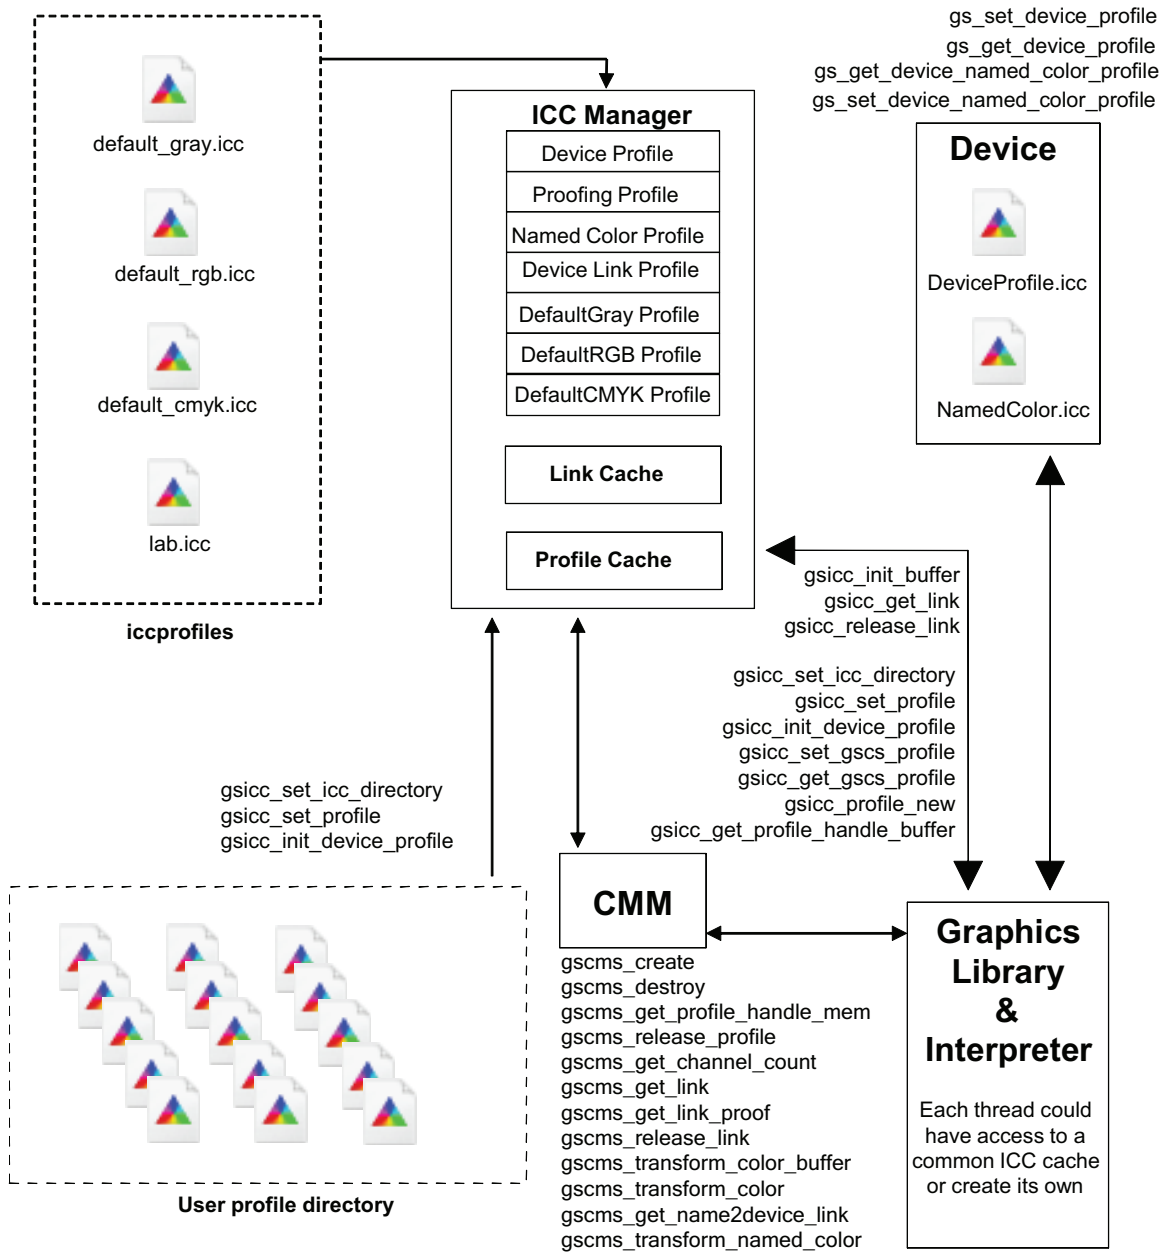 default_gray.icc
default_rgb.icc
default_cmyk.icc
lab.icc
iccprofiles
ICC Manager
Device Profile
Proofing Profile
Named Color Profile
Device Link Profile
DefaultGray Profile
DefaultRGB Profile
DefaultCMYK Profile
Link Cache
Profile Cache
gs_set_device_profile
gs_get_device_profile
gs_get_device_named_color_profile
gs_set_device_named_color_profile
Device
DeviceProfile.icc
NamedColor.icc
gsicc_init_buffer
gsicc_get_link
gsicc_release_link
gsicc_set_icc_directory
gsicc_set_profile
gsicc_init_device_profile
gsicc_set_gscs_profile
gsicc_get_gscs_profile
gsicc_profile_new
gsicc_get_profile_handle_buffer
gsicc_set_icc_directory
gsicc_set_profile
gsicc_init_device_profile
User profile directory
CMM
gscms_create
gscms_destroy
gscms_get_profile_handle_mem
gscms_release_profile
gscms_get_channel_count
gscms_get_link
gscms_get_link_proof
gscms_release_link
gscms_transform_color_buffer
gscms_transform_color
gscms_get_name2device_link
gscms_transform_named_color
Graphics
Library
&
Interpreter
Each thread could
have access to a
common ICC cache
or create its own